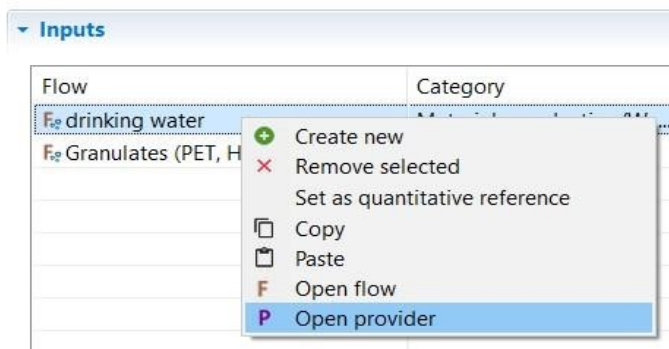 Inputs
Flow Category
drinking water
Create new
Granulates (PET, H
Remove selected
Set as quantitative reference
Copy
Paste
F Open flow
P Open provider